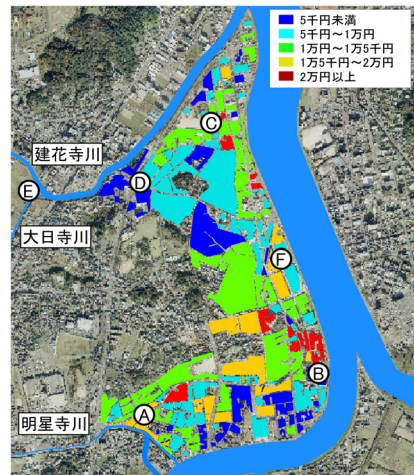 5千円未満
5千円～1万円
1万円～1万5千円
1万5千円～2万円
2万円以上
C
建花寺川
D
E
大日寺川
F
B
A
明星寺川